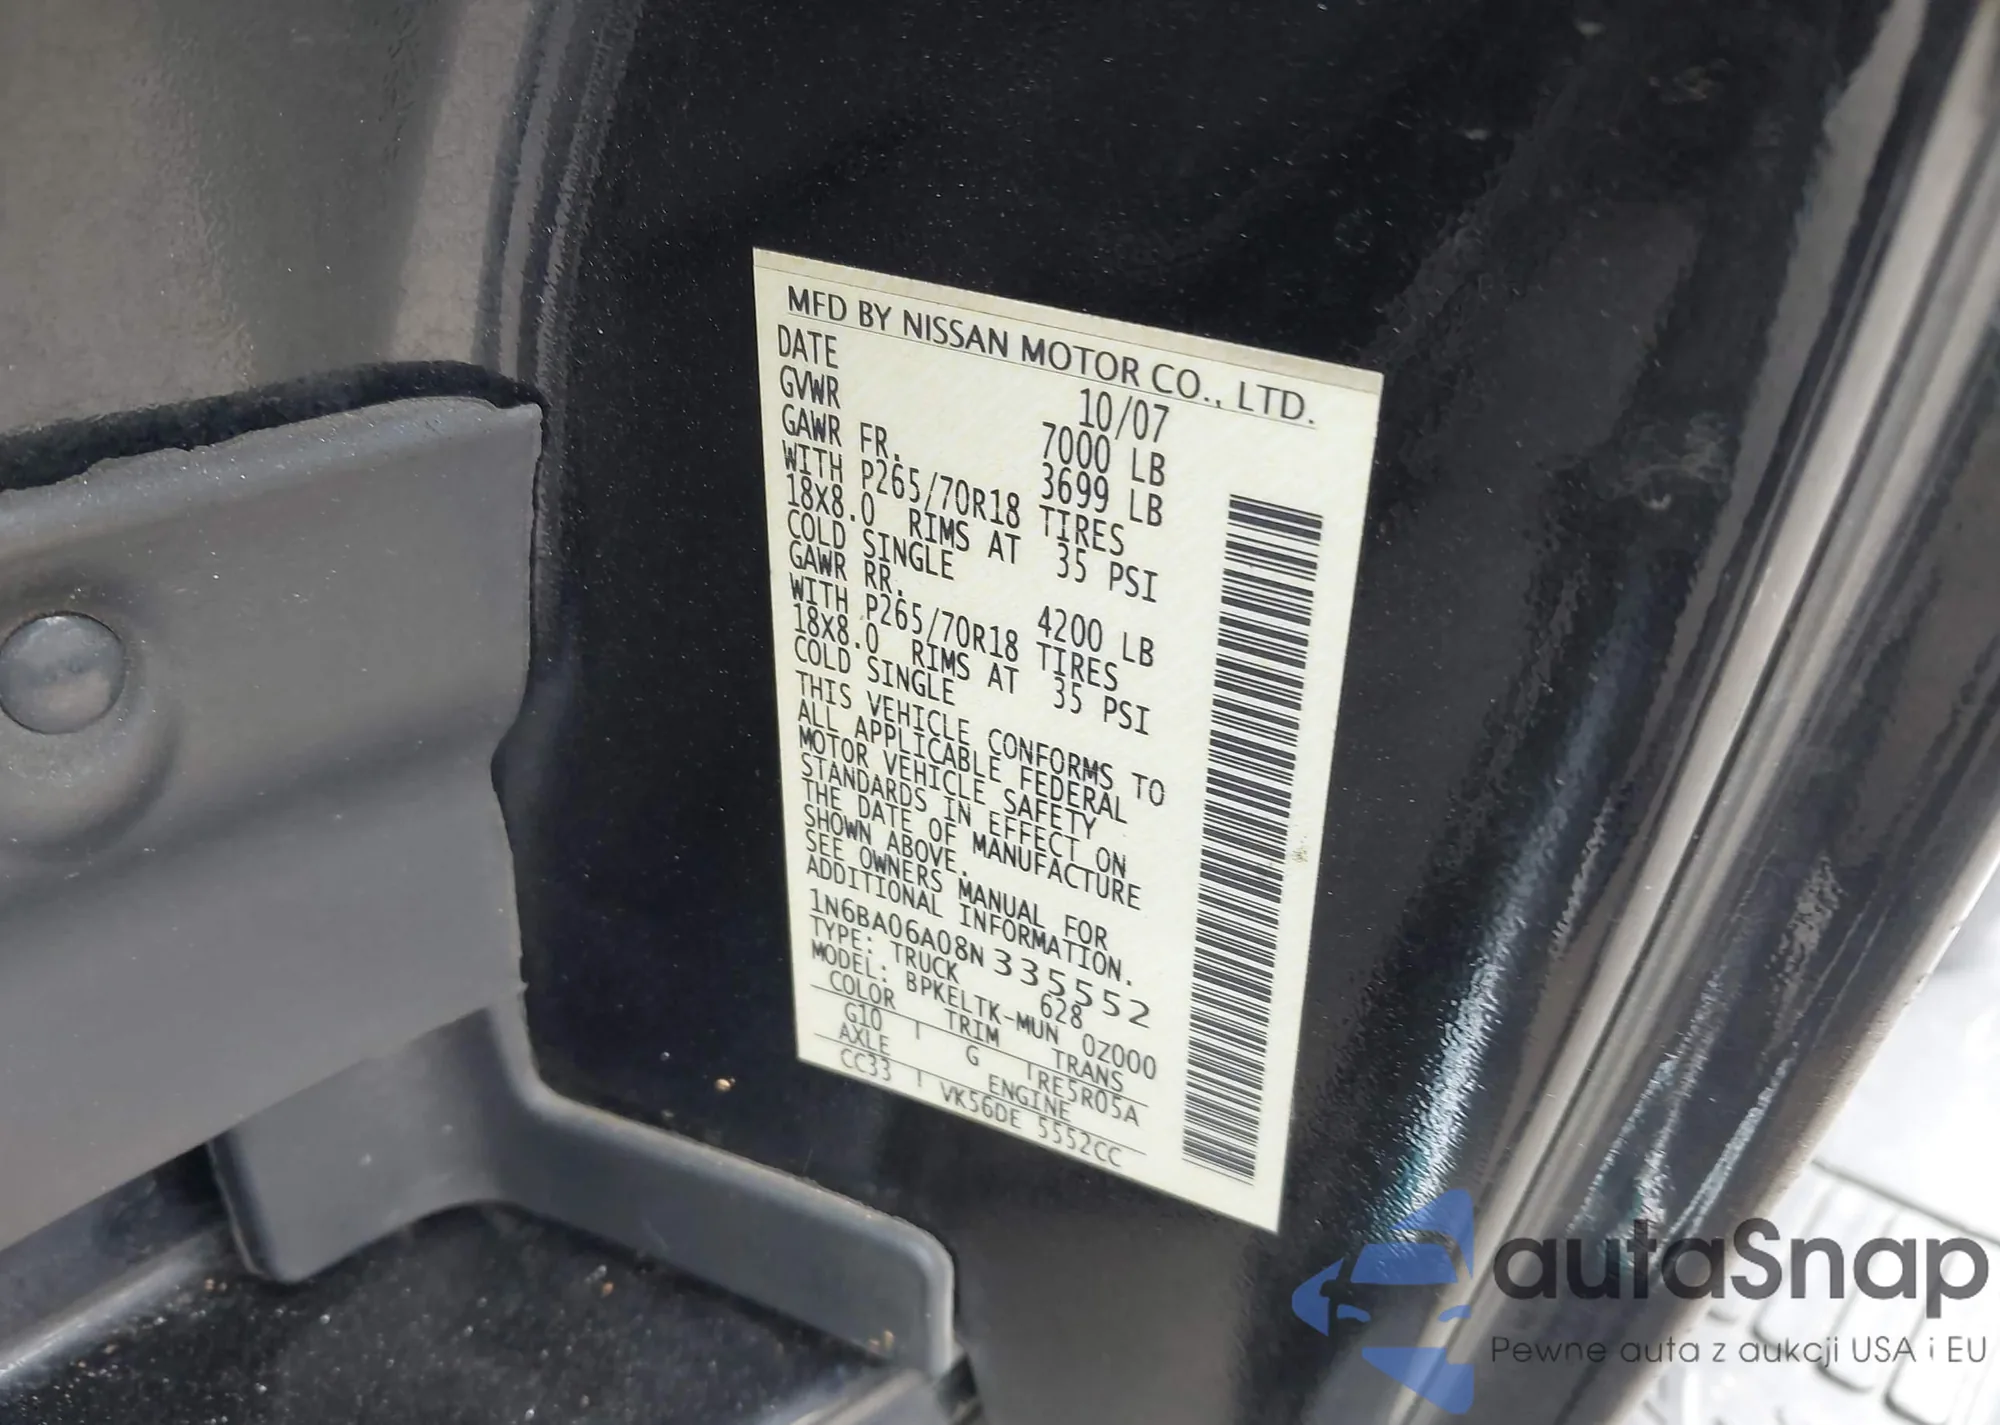 MFD BY NISSAN MOTOR CO., LTD.
DATE 10/07
GVWR 7000 LB
GAWR FR. 3699 LB
WITH P265/70R18 TIRES
18X8.0 RIMS AT 35 PSI
COLD SINGLE
GAWR RR. 4200 LB
WITH P265/70R18 TIRES
18X8.0 RIMS AT 35 PSI
COLD SINGLE
THIS VEHICLE CONFORMS TO
ALL APPLICABLE FEDERAL
MOTOR VEHICLE SAFETY
STANDARDS IN EFFECT ON
THE DATE OF MANUFACTURE
SHOWN ABOVE.
SEE OWNERS MANUAL FOR
ADDITIONAL INFORMATION.
1N6BA06A08N335552
TYPE: TRUCK 628
MODEL: BPKELTK-MUN 0Z000
COLOR TRIM TRANS
G10 G RE5R05A
AXLE ENGINE
CC33 VK56DE 5552CC
autaSnap
Pewne auta z aukcji USA i EU